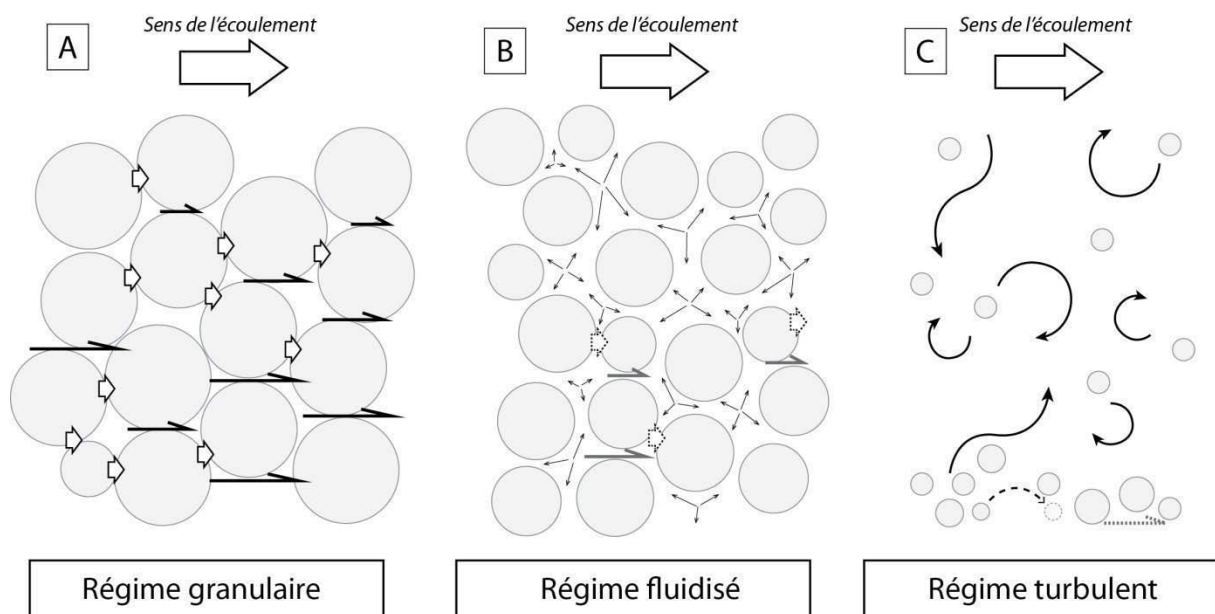 A
Sens de l'écoulement
B
Sens de l'écoulement
C
Sens de l'écoulement
Régime granulaire
Régime fluidisé
Régime turbulent